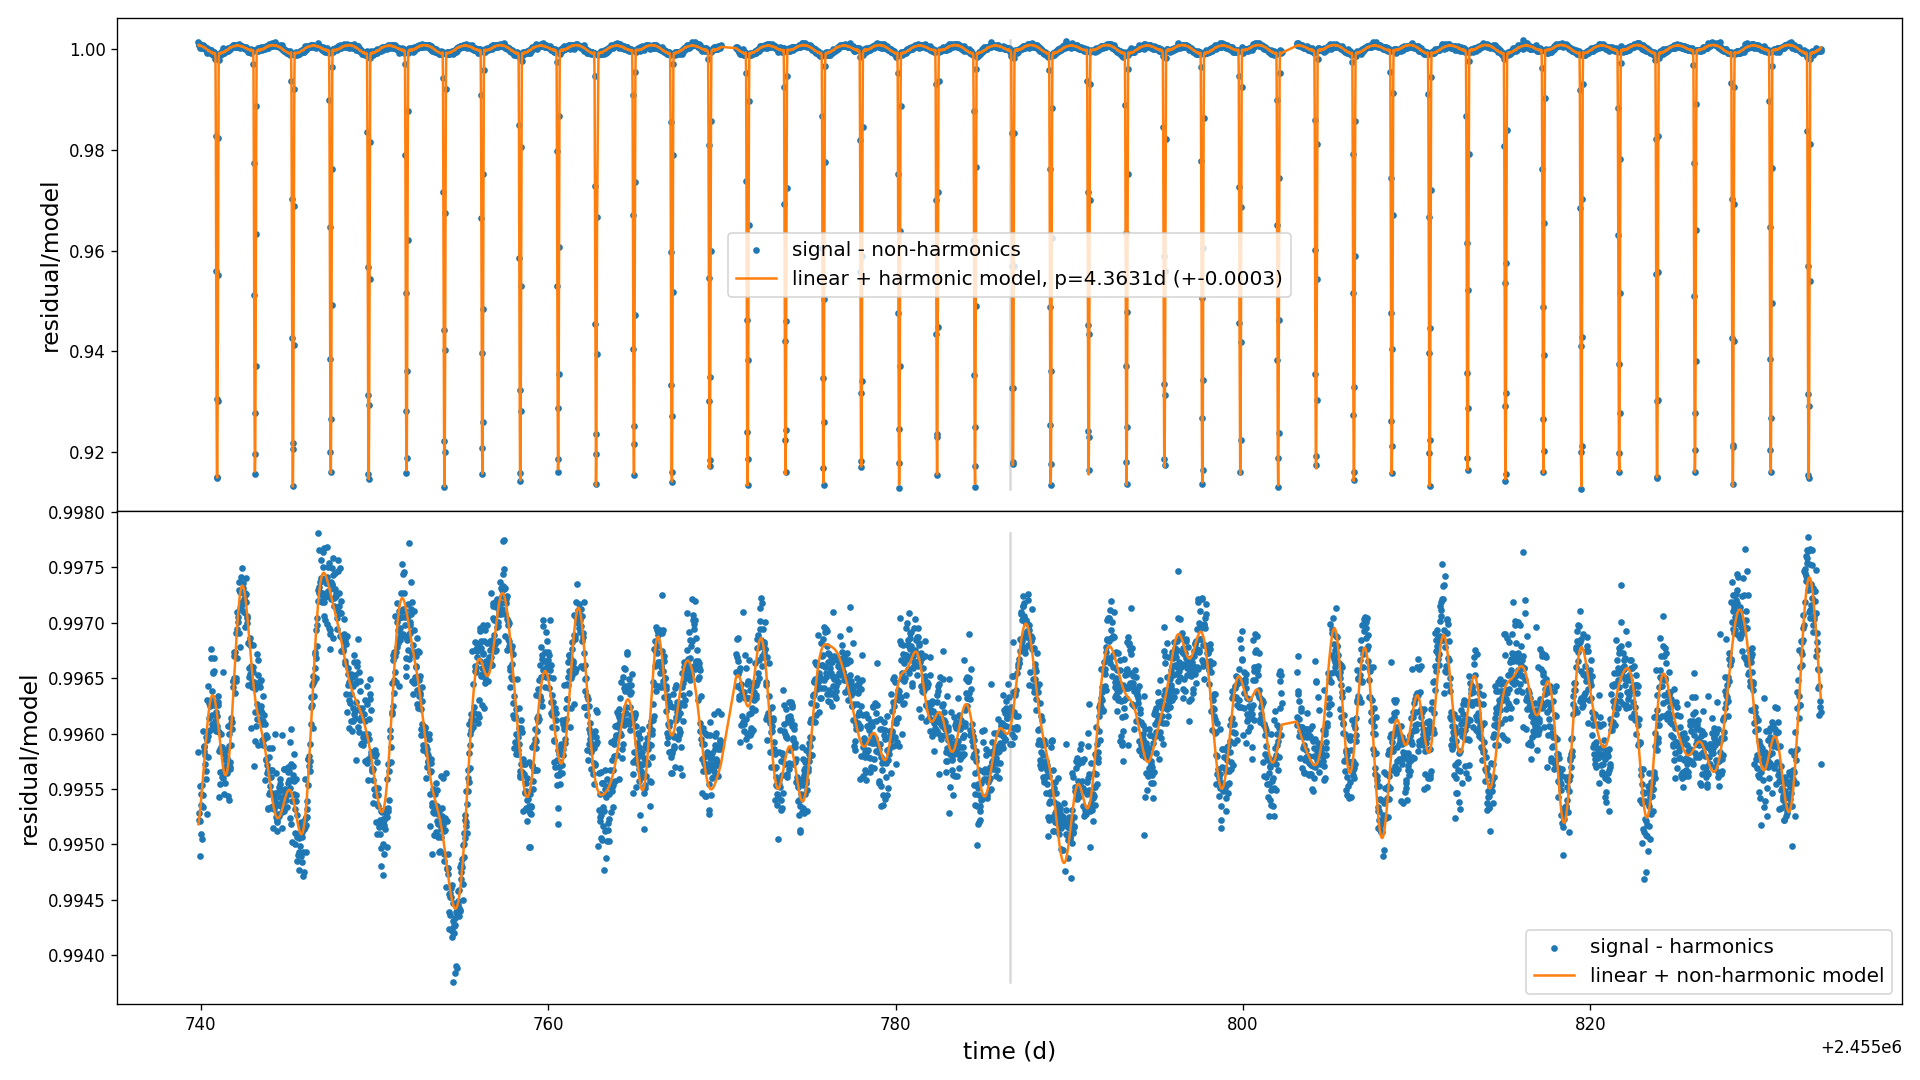 1.00
0.98
0.96
0.94
0.92
residual/model
signal - non-harmonics
linear + harmonic model, p=4.3631d (+-0.0003)
0.9980
0.9975
0.9970
0.9965
0.9960
0.9955
0.9950
0.9945
0.9940
residual/model
signal - harmonics
linear + non-harmonic model
740
760
780
800
820
time (d)
+2.455e6